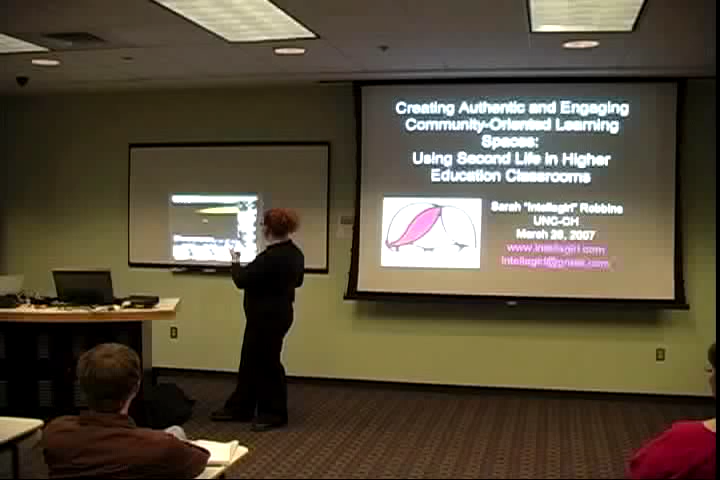 Creating Authentic and Engaging
Community-Oriented Learning
Spaces:
Using Second Life in Higher
Education Classrooms
Sarah "Intellagirl" Robbins
UNC-CH
March 26, 2007
www.intellagirl.com